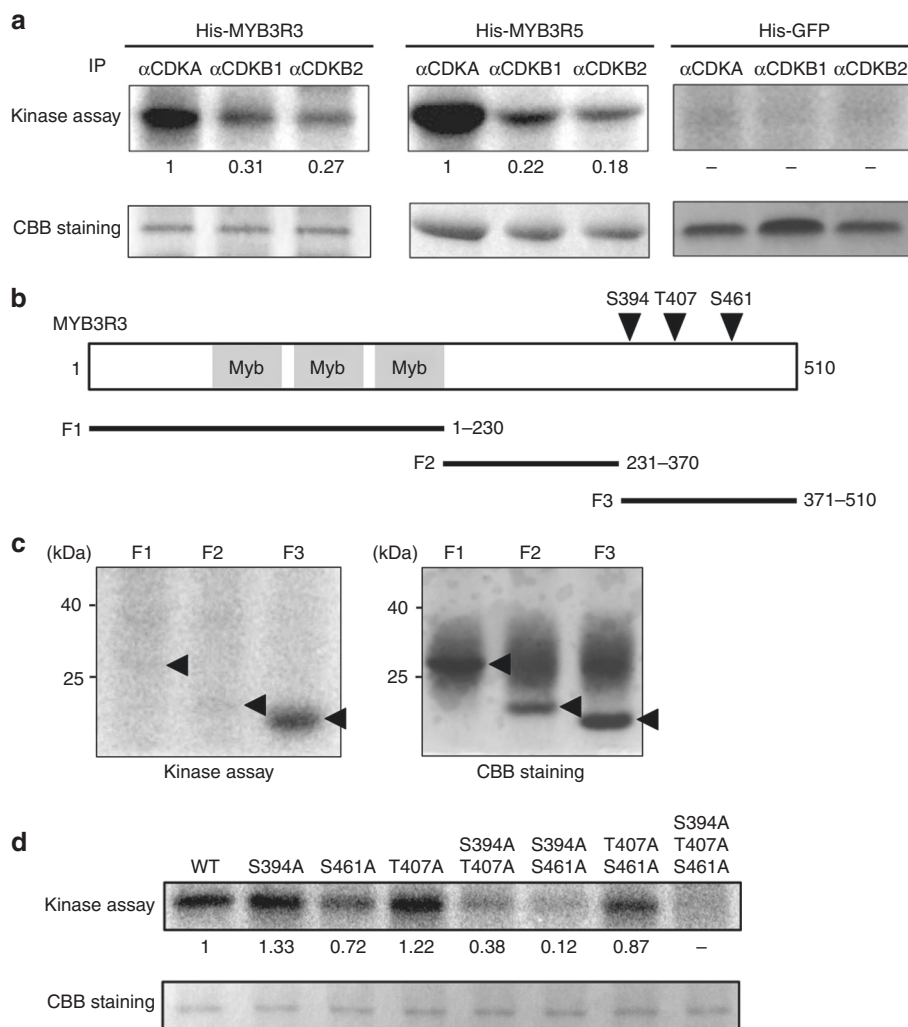 a
His-MYB3R3 His-MYB3R5 His-GFP
IP αCDKA αCDKB1 αCDKB2 αCDKA αCDKB1 αCDKB2 αCDKA αCDKB1 αCDKB2
Kinase assay
1 0.31 0.27 1 0.22 0.18 – – –
CBB staining
b
S394 T407 S461
MYB3R3
1 Myb Myb Myb 510
F1 1–230
F2 231–370
F3 371–510
c
(kDa) F1 F2 F3 (kDa) F1 F2 F3
40 40
25 25
Kinase assay CBB staining
d
S394A
S394A S394A T407A T407A
WT S394A S461A T407A T407A S461A S461A S461A
Kinase assay
1 1.33 0.72 1.22 0.38 0.12 0.87 –
CBB staining